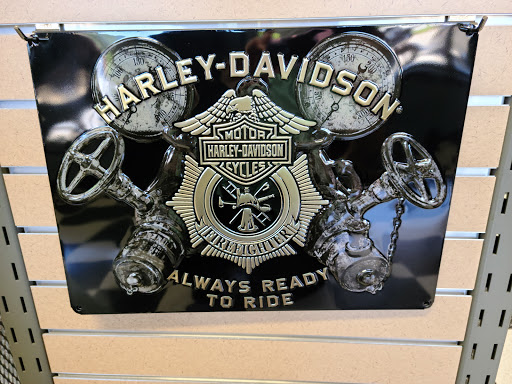 HARLEY-DAVIDSON
MOTOR
HARLEY-DAVIDSON
CYCLES
FIREFIGHTER
ALWAYS READY
TO RIDE